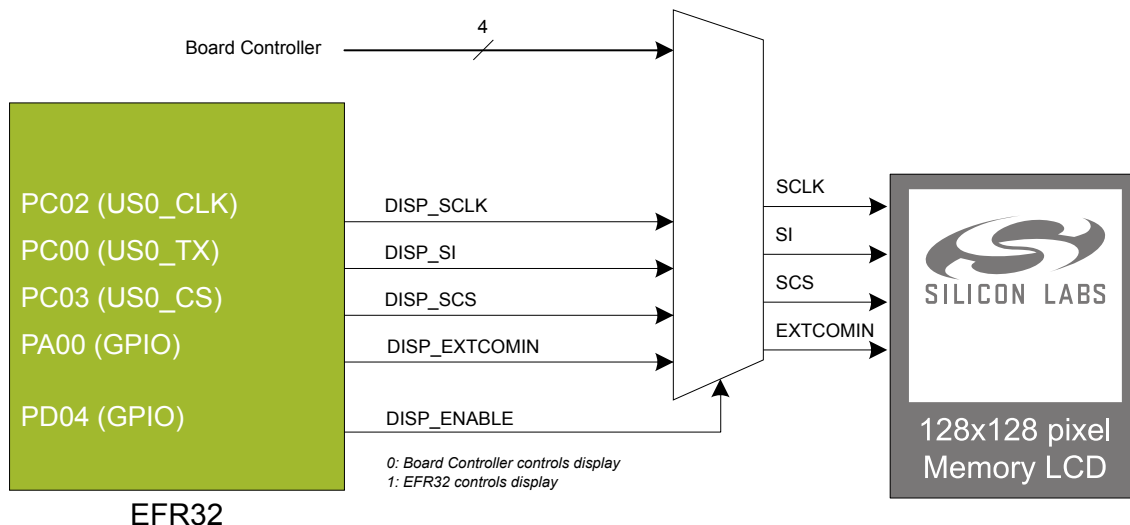 4
Board Controller
PC02 (US0_CLK)
PC00 (US0_TX)
PC03 (US0_CS)
PA00 (GPIO)
PD04 (GPIO)
EFR32
DISP_SCLK
DISP_SI
DISP_SCS
DISP_EXTCOMIN
DISP_ENABLE
0: Board Controller controls display
1: EFR32 controls display
SCLK
SI
SCS
EXTCOMIN
SILICON LABS
128x128 pixel
Memory LCD